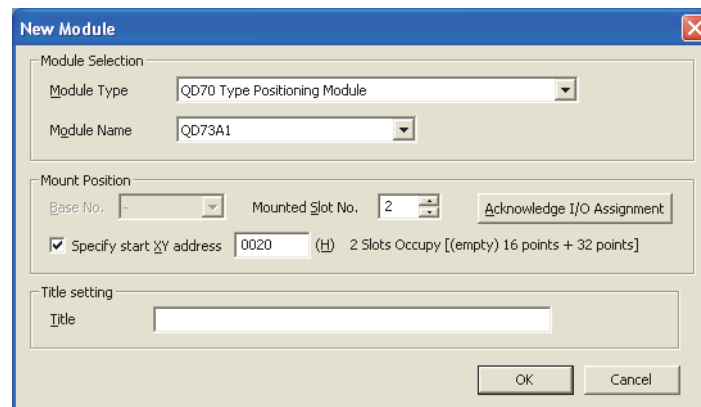 New Module
Module Selection
Module Type QD70 Type Positioning Module
Module Name QD73A1
Mount Position
Base No. - Mounted Slot No. 2 Acknowledge I/O Assignment
Specify start XY address 0020 (H) 2 Slots Occupy [(empty) 16 points + 32 points]
Title setting
Title
OK Cancel